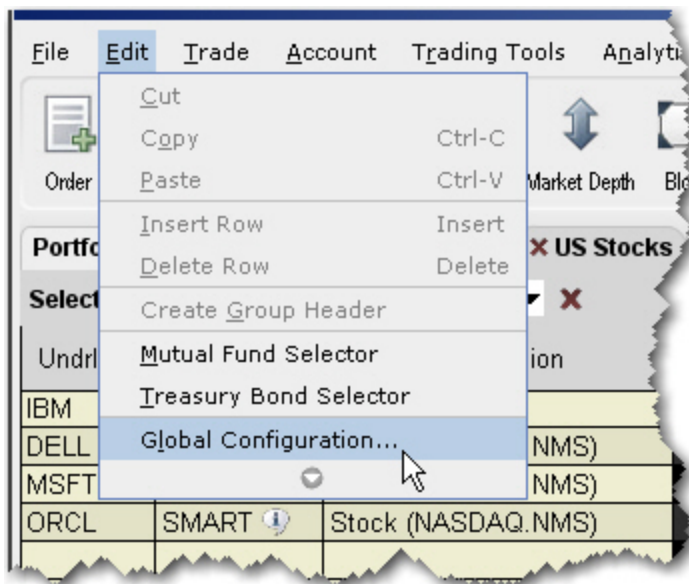 File Edit Trade Account Trading Tools
Cut
Copy Ctrl-C
Order Paste Ctrl-V Market Depth
Insert Row Insert
US Stocks
Delete Row Delete
Create Group Header
Mutual Fund Selector
Treasury Bond Selector
IBM
DELL Global Configuration... NMS)
MSFT NMS)
ORCL SMART Stock (NASDAQ.NMS)